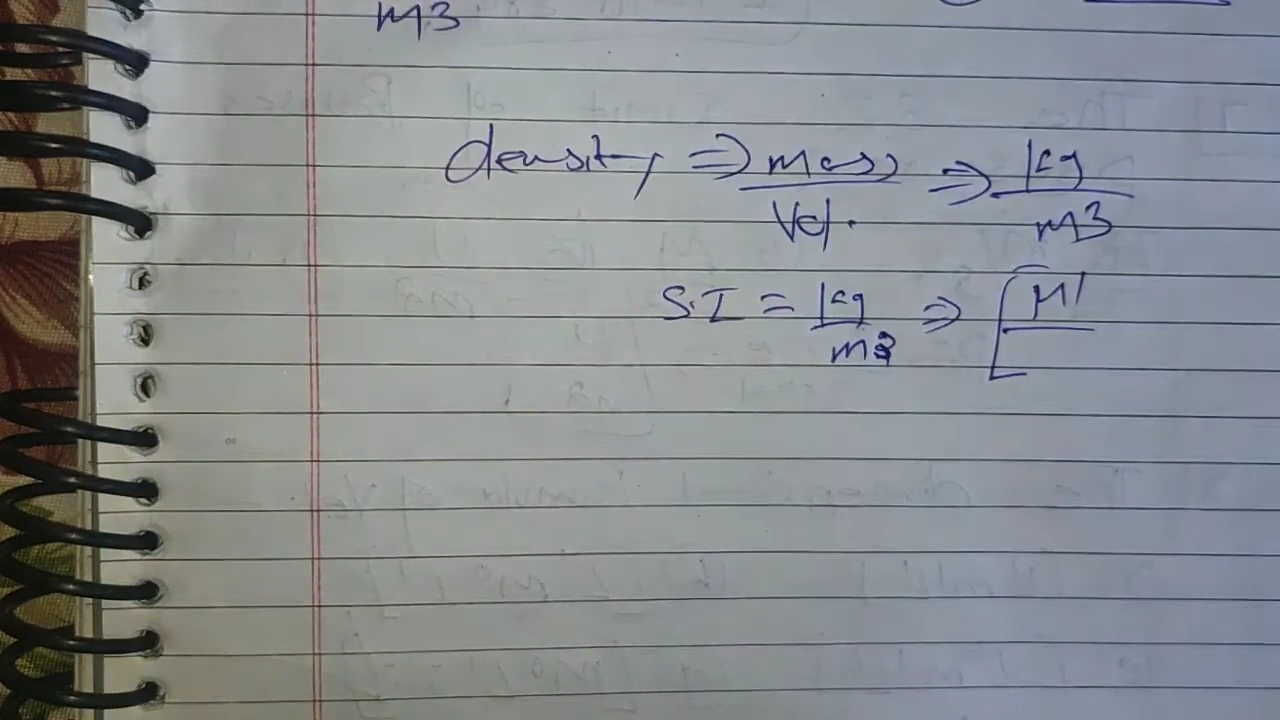 m3
density ⇒ mass/Vol. ⇒ kg/m3
S.I = kg/m3 ⇒ [M1